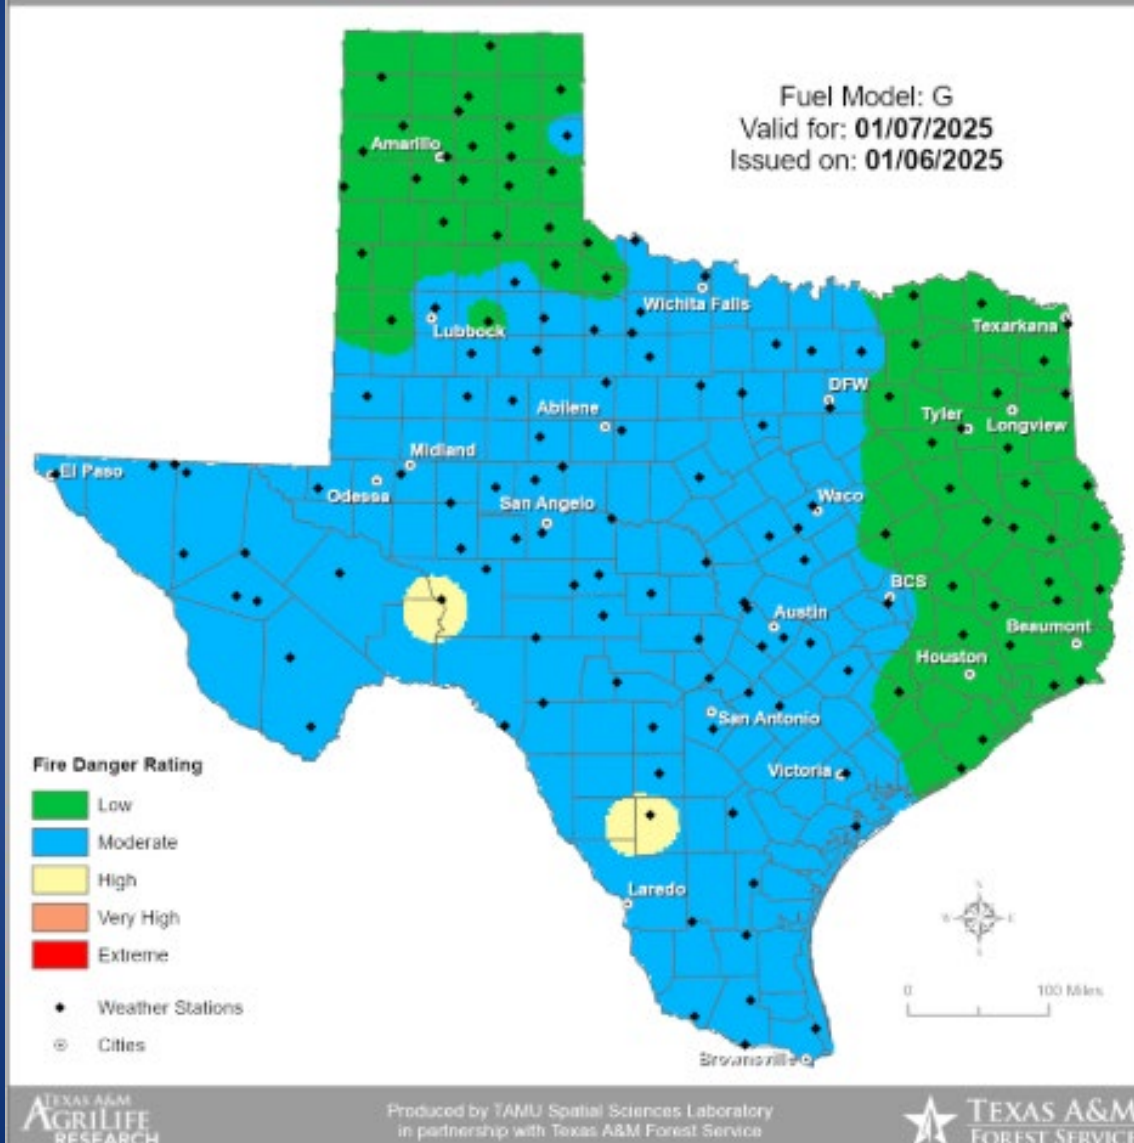 Fuel Model: G
Valid for: 01/07/2025
Issued on: 01/06/2025
Amarillo
Wichita Falls
Lubbock
Texarkana
DFW
Abilene
Tyler
Longview
Midland
El Paso
Odessa
San Angelo
Waco
BCS
Austin
Beaumont
Houston
San Antonio
Victoria
Laredo
Brownsville
Fire Danger Rating
Low
Moderate
High
Very High
Extreme
Weather Stations
Cities
0 100 Miles
TEXAS A&M
AGRILIFE
RESEARCH
Produced by TAMU Spatial Sciences Laboratory
in partnership with Texas A&M Forest Service
TEXAS A&M
FOREST SERVICE